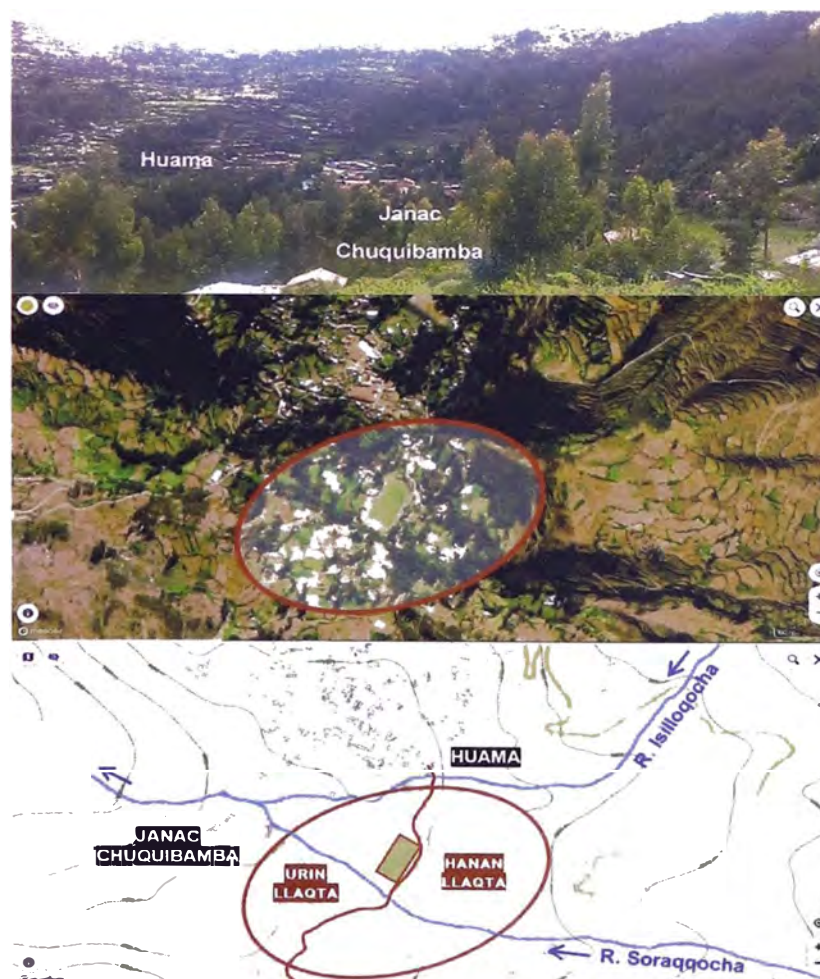 Huama
Janac
Chuquibamba
HUAMA
R. Isilloqocha
JANAC
CHUQUIBAMBA
URIN
LLAQTA
HANAN
LLAQTA
R. Soraqqocha